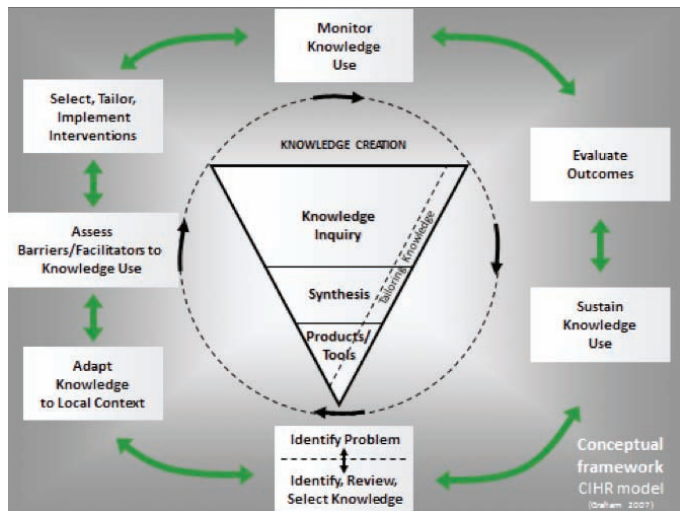 Monitor
Knowledge
Use
Select, Tailor,
Implement
Interventions
KNOWLEDGE CREATION
Evaluate
Outcomes
Knowledge
Inquiry
Tailoring Knowledge
Assess
Barriers/Facilitators to
Knowledge Use
Synthesis
Sustain
Knowledge
Use
Products/
Tools
Adapt
Knowledge
to Local Context
Identify Problem
Identify, Review,
Select Knowledge
Conceptual
framework
CIHR model
(Graham 2007)